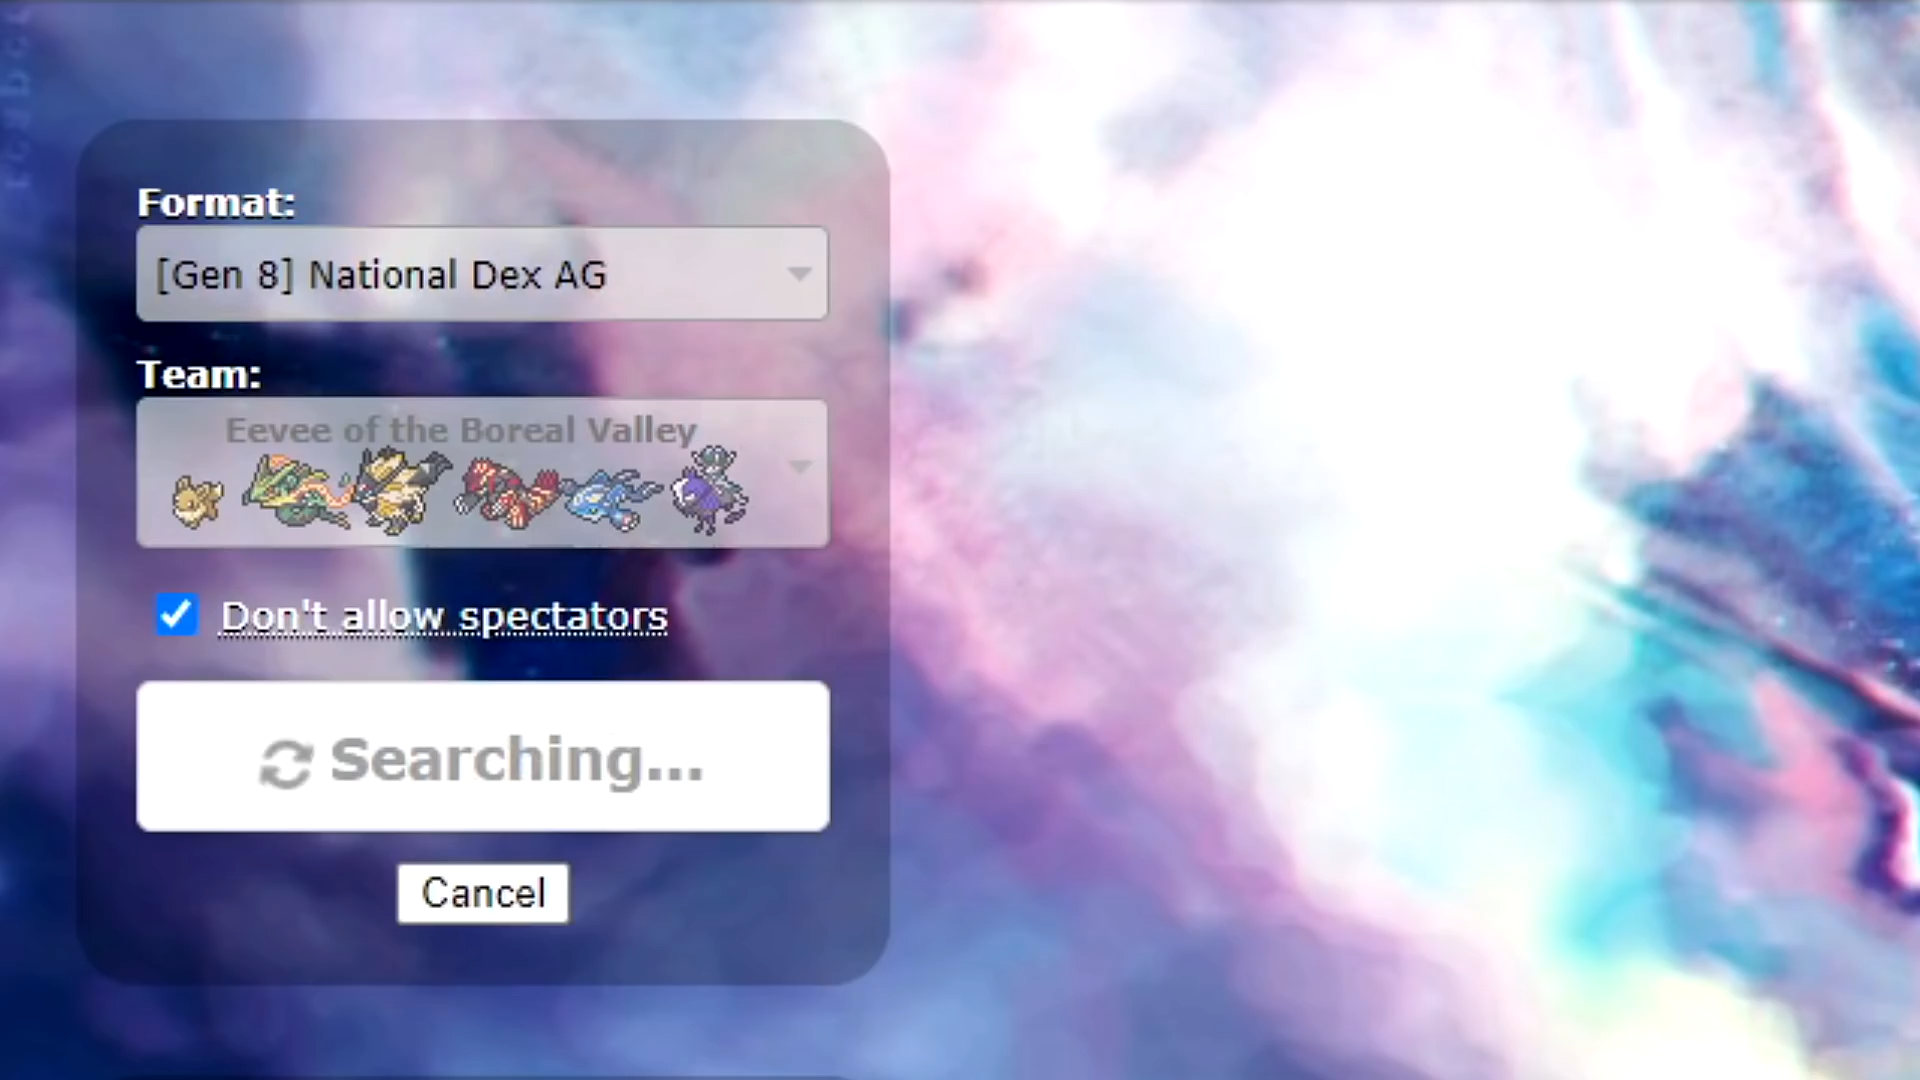 Format:
[Gen 8] National Dex AG
Team:
Eevee of the Boreal Valley
Don't allow spectators
Searching...
Cancel